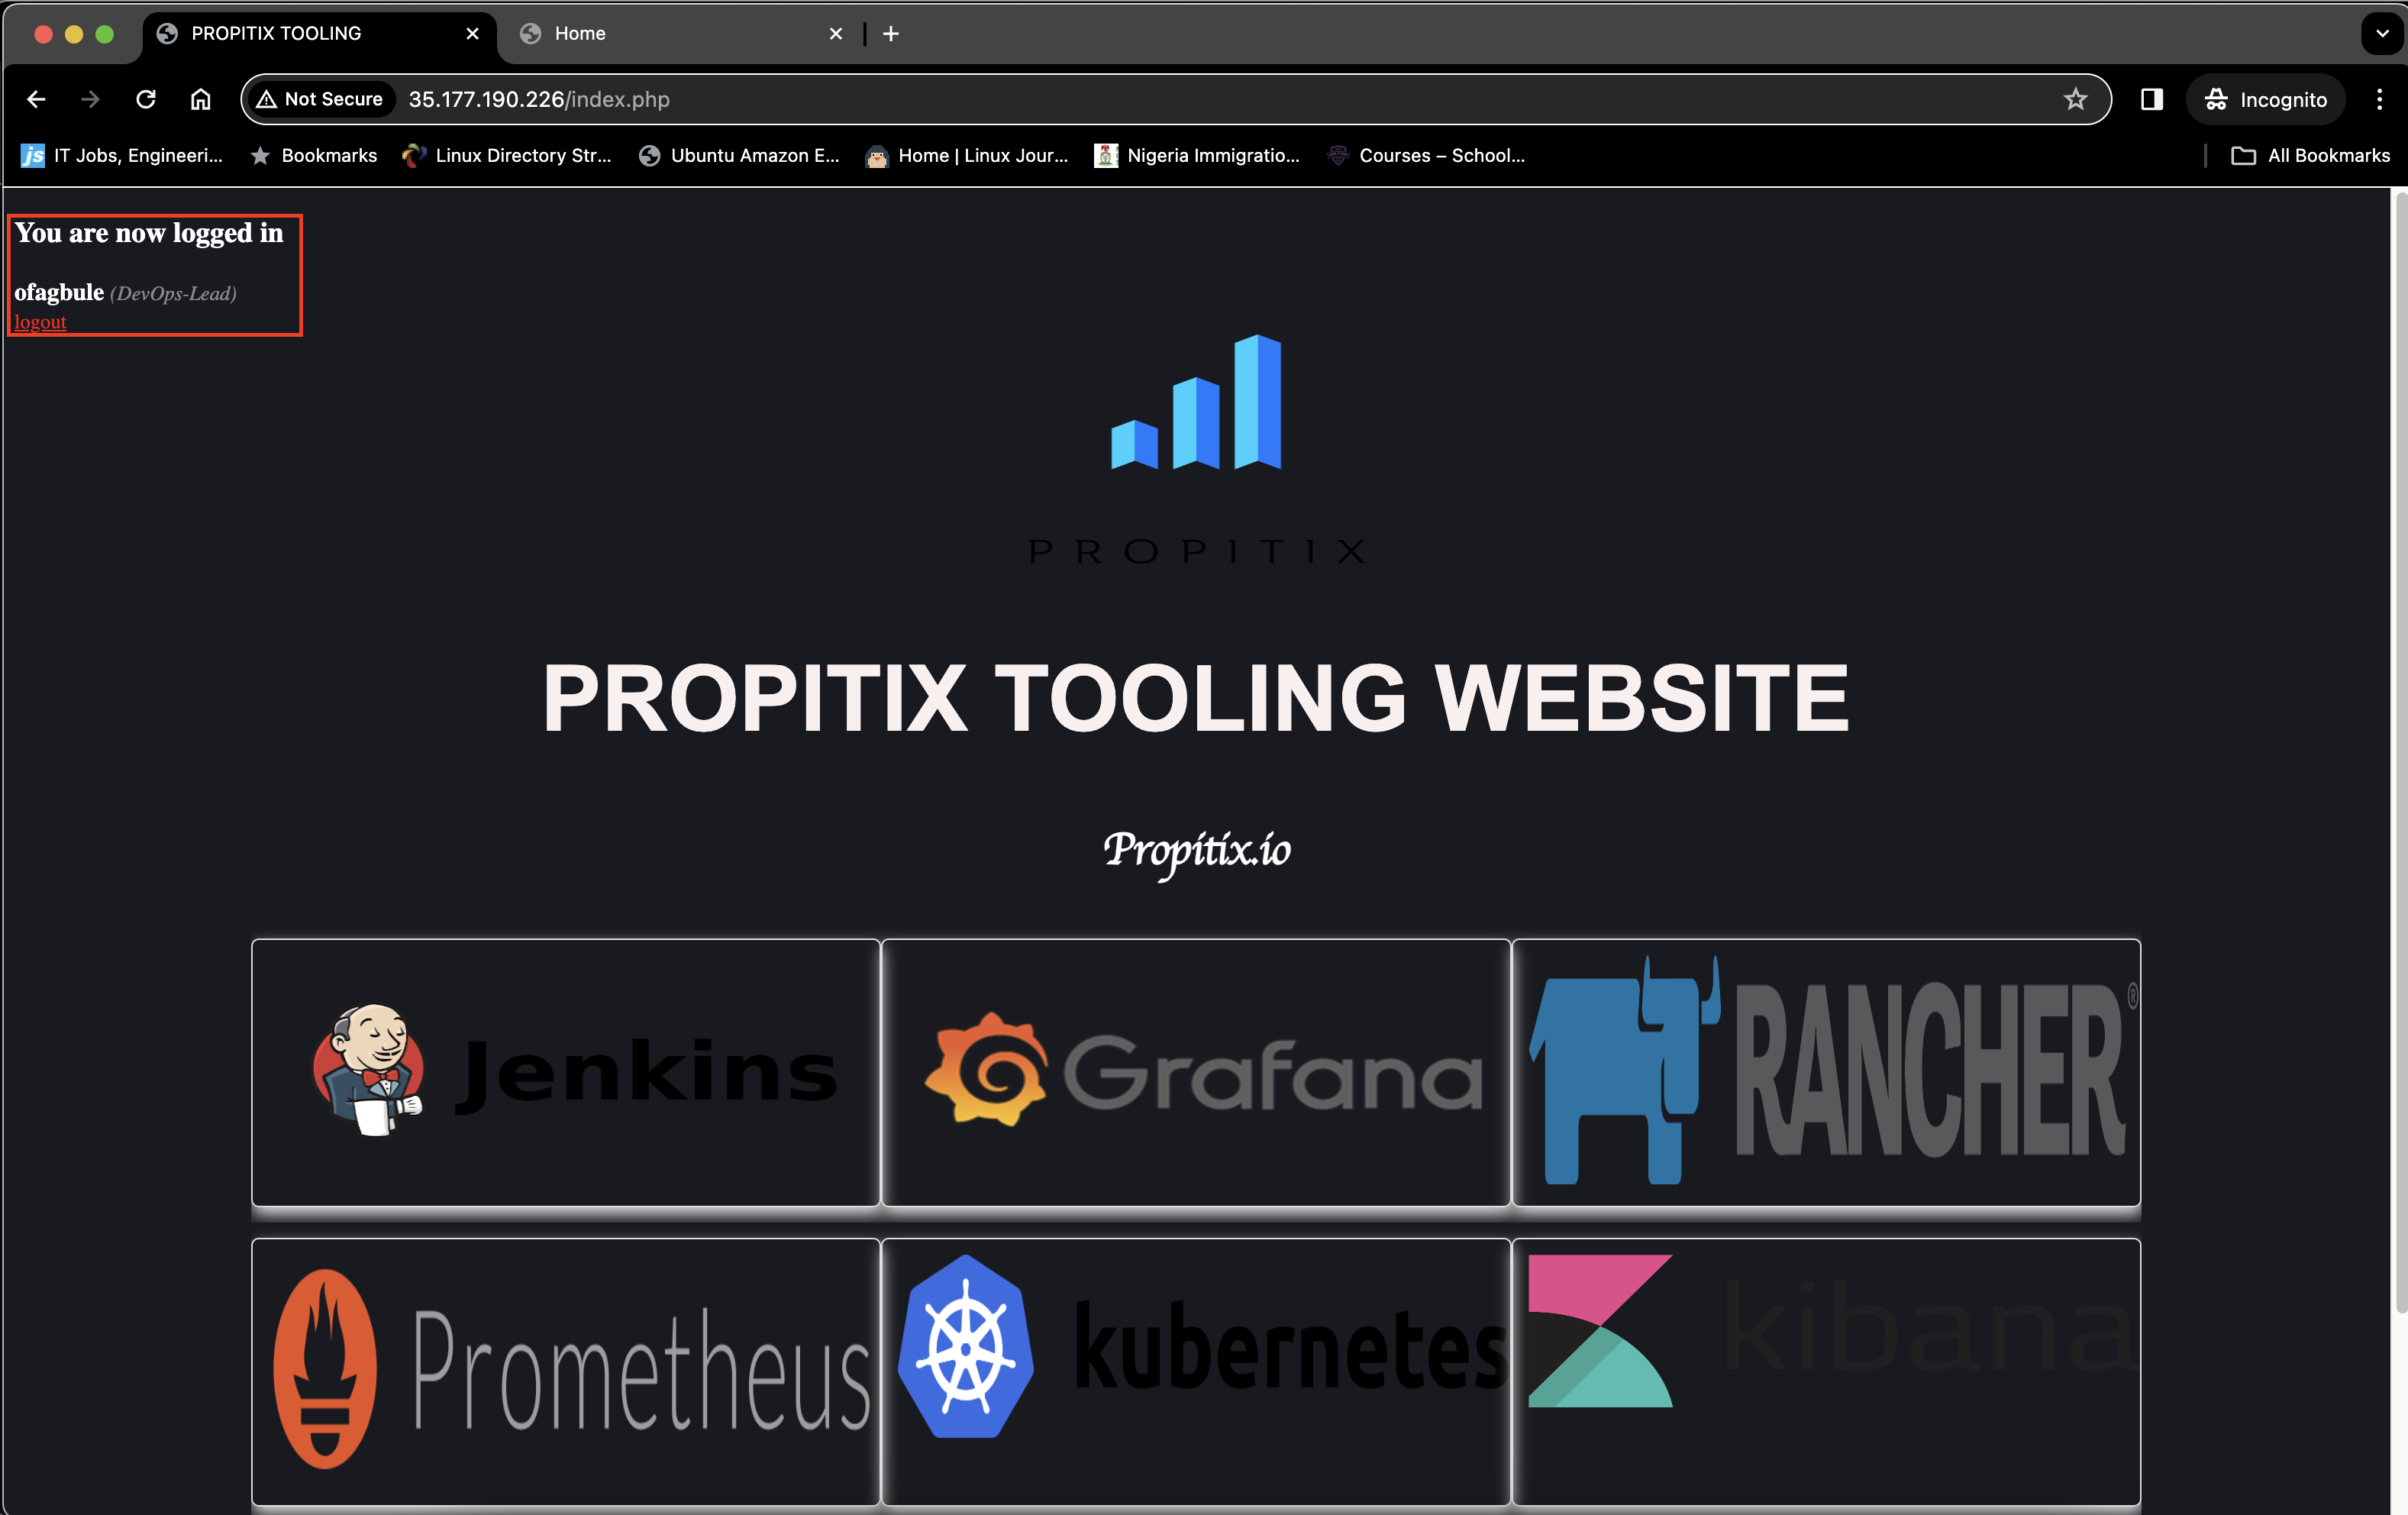 PROPITIX TOOLING
Home
Not Secure
35.177.190.226/index.php
Incognito
IT Jobs, Engineeri...
Bookmarks
Linux Directory Str...
Ubuntu Amazon E...
Home | Linux Jour...
Nigeria Immigratio...
Courses – School...
All Bookmarks
You are now logged in
ofagbule (DevOps-Lead)
logout
PROPITIX
PROPITIX TOOLING WEBSITE
Propitix.io
Jenkins
Grafana
RANCHER®
Prometheus
kubernetes
kibana